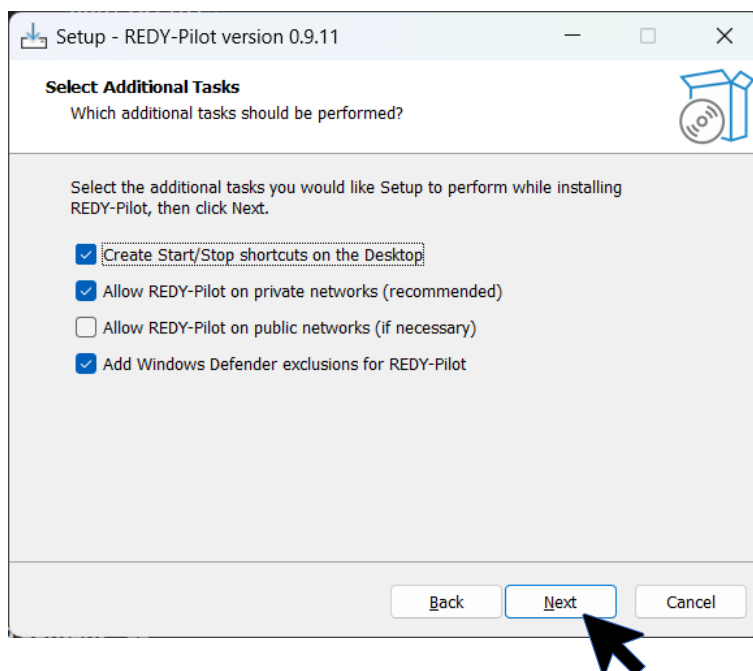 Setup - REDY-Pilot version 0.9.11
Select Additional Tasks
Which additional tasks should be performed?
Select the additional tasks you would like Setup to perform while installing
REDY-Pilot, then click Next.
Create Start/Stop shortcuts on the Desktop
Allow REDY-Pilot on private networks (recommended)
Allow REDY-Pilot on public networks (if necessary)
Add Windows Defender exclusions for REDY-Pilot
Back Next Cancel